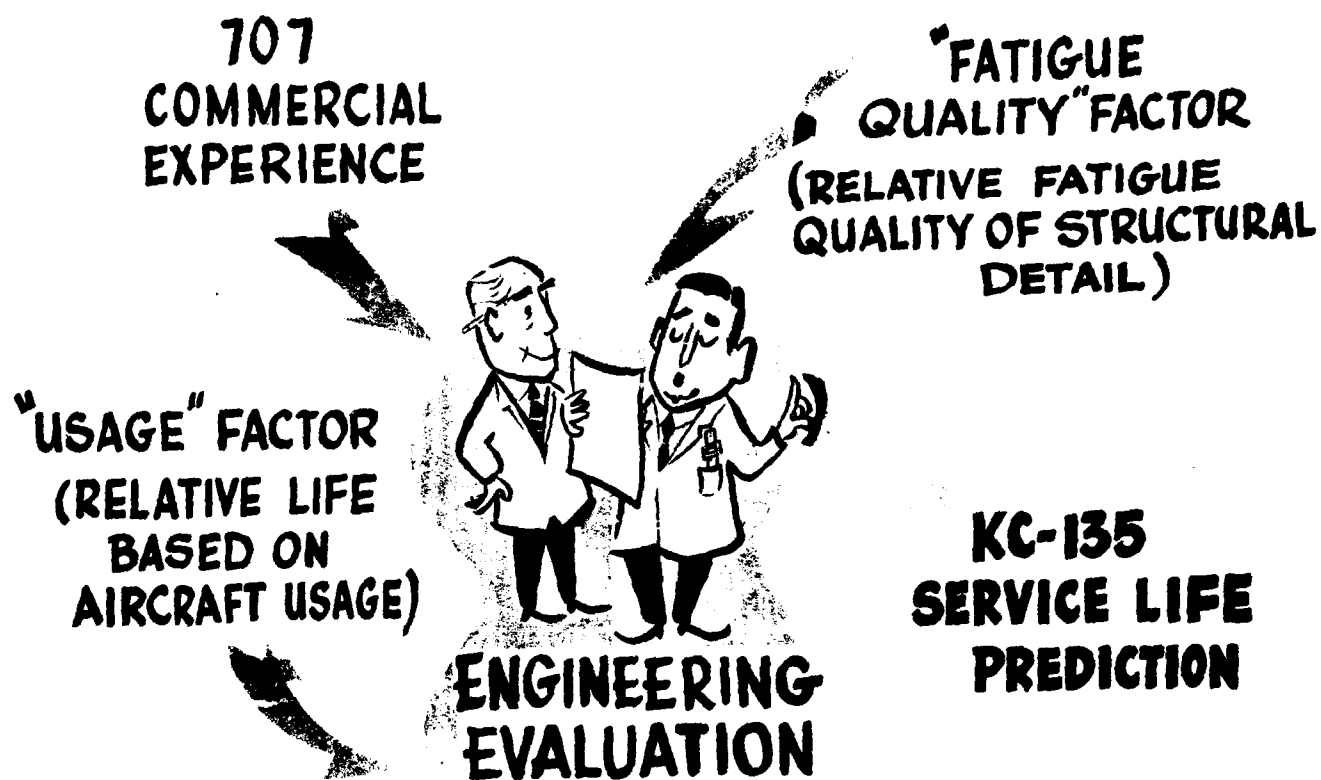 707
COMMERCIAL
EXPERIENCE
"FATIGUE
QUALITY" FACTOR
(RELATIVE FATIGUE
QUALITY OF STRUCTURAL
DETAIL)
"USAGE" FACTOR
(RELATIVE LIFE
BASED ON
AIRCRAFT USAGE)
KC-135
SERVICE LIFE
PREDICTION
ENGINEERING
EVALUATION